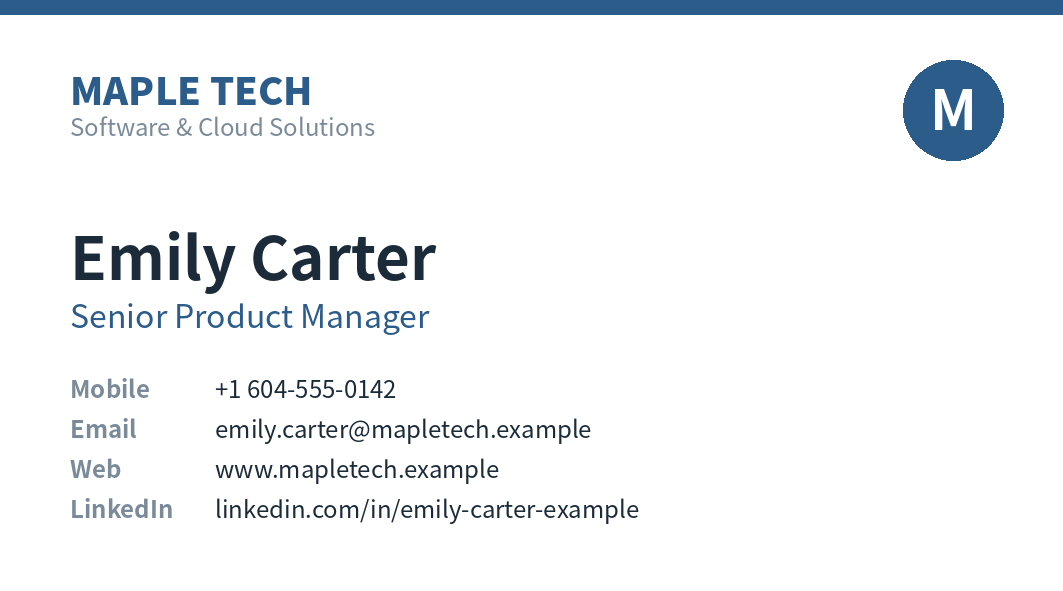 MAPLE TECH
Software & Cloud Solutions
M
Emily Carter
Senior Product Manager
Mobile +1 604-555-0142
Email emily.carter@mapletech.example
Web www.mapletech.example
LinkedIn linkedin.com/in/emily-carter-example